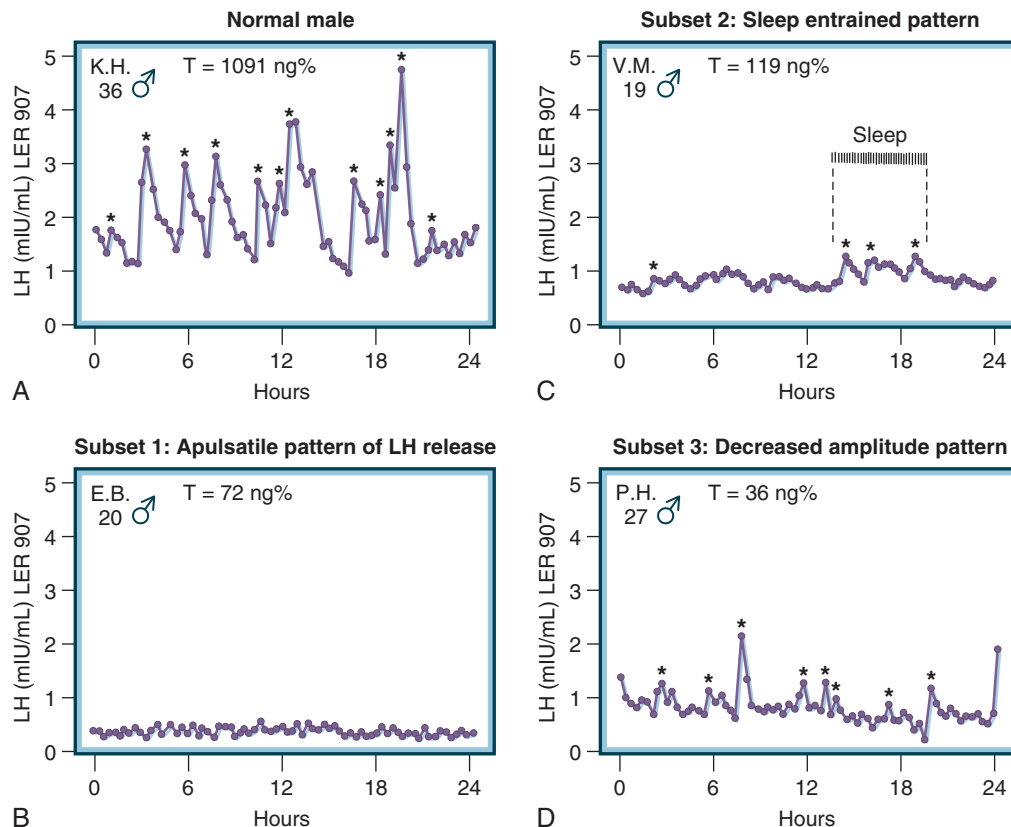 Normal male
K.H.
36 ♂
T = 1091 ng%
LH (mIU/mL) LER 907
5
4
3
2
1
0
* * * * * * * * * * * *
0 6 12 18 24
Hours
A
Subset 2: Sleep entrained pattern
V.M.
19 ♂
T = 119 ng%
Sleep
LH (mIU/mL) LER 907
5
4
3
2
1
0
* * * *
0 6 12 18 24
Hours
C
Subset 1: Apulsatile pattern of LH release
E.B.
20 ♂
T = 72 ng%
LH (mIU/mL) LER 907
5
4
3
2
1
0
0 6 12 18 24
Hours
B
Subset 3: Decreased amplitude pattern
P.H.
27 ♂
T = 36 ng%
LH (mIU/mL) LER 907
5
4
3
2
1
0
* * * * * * * *
0 6 12 18 24
Hours
D